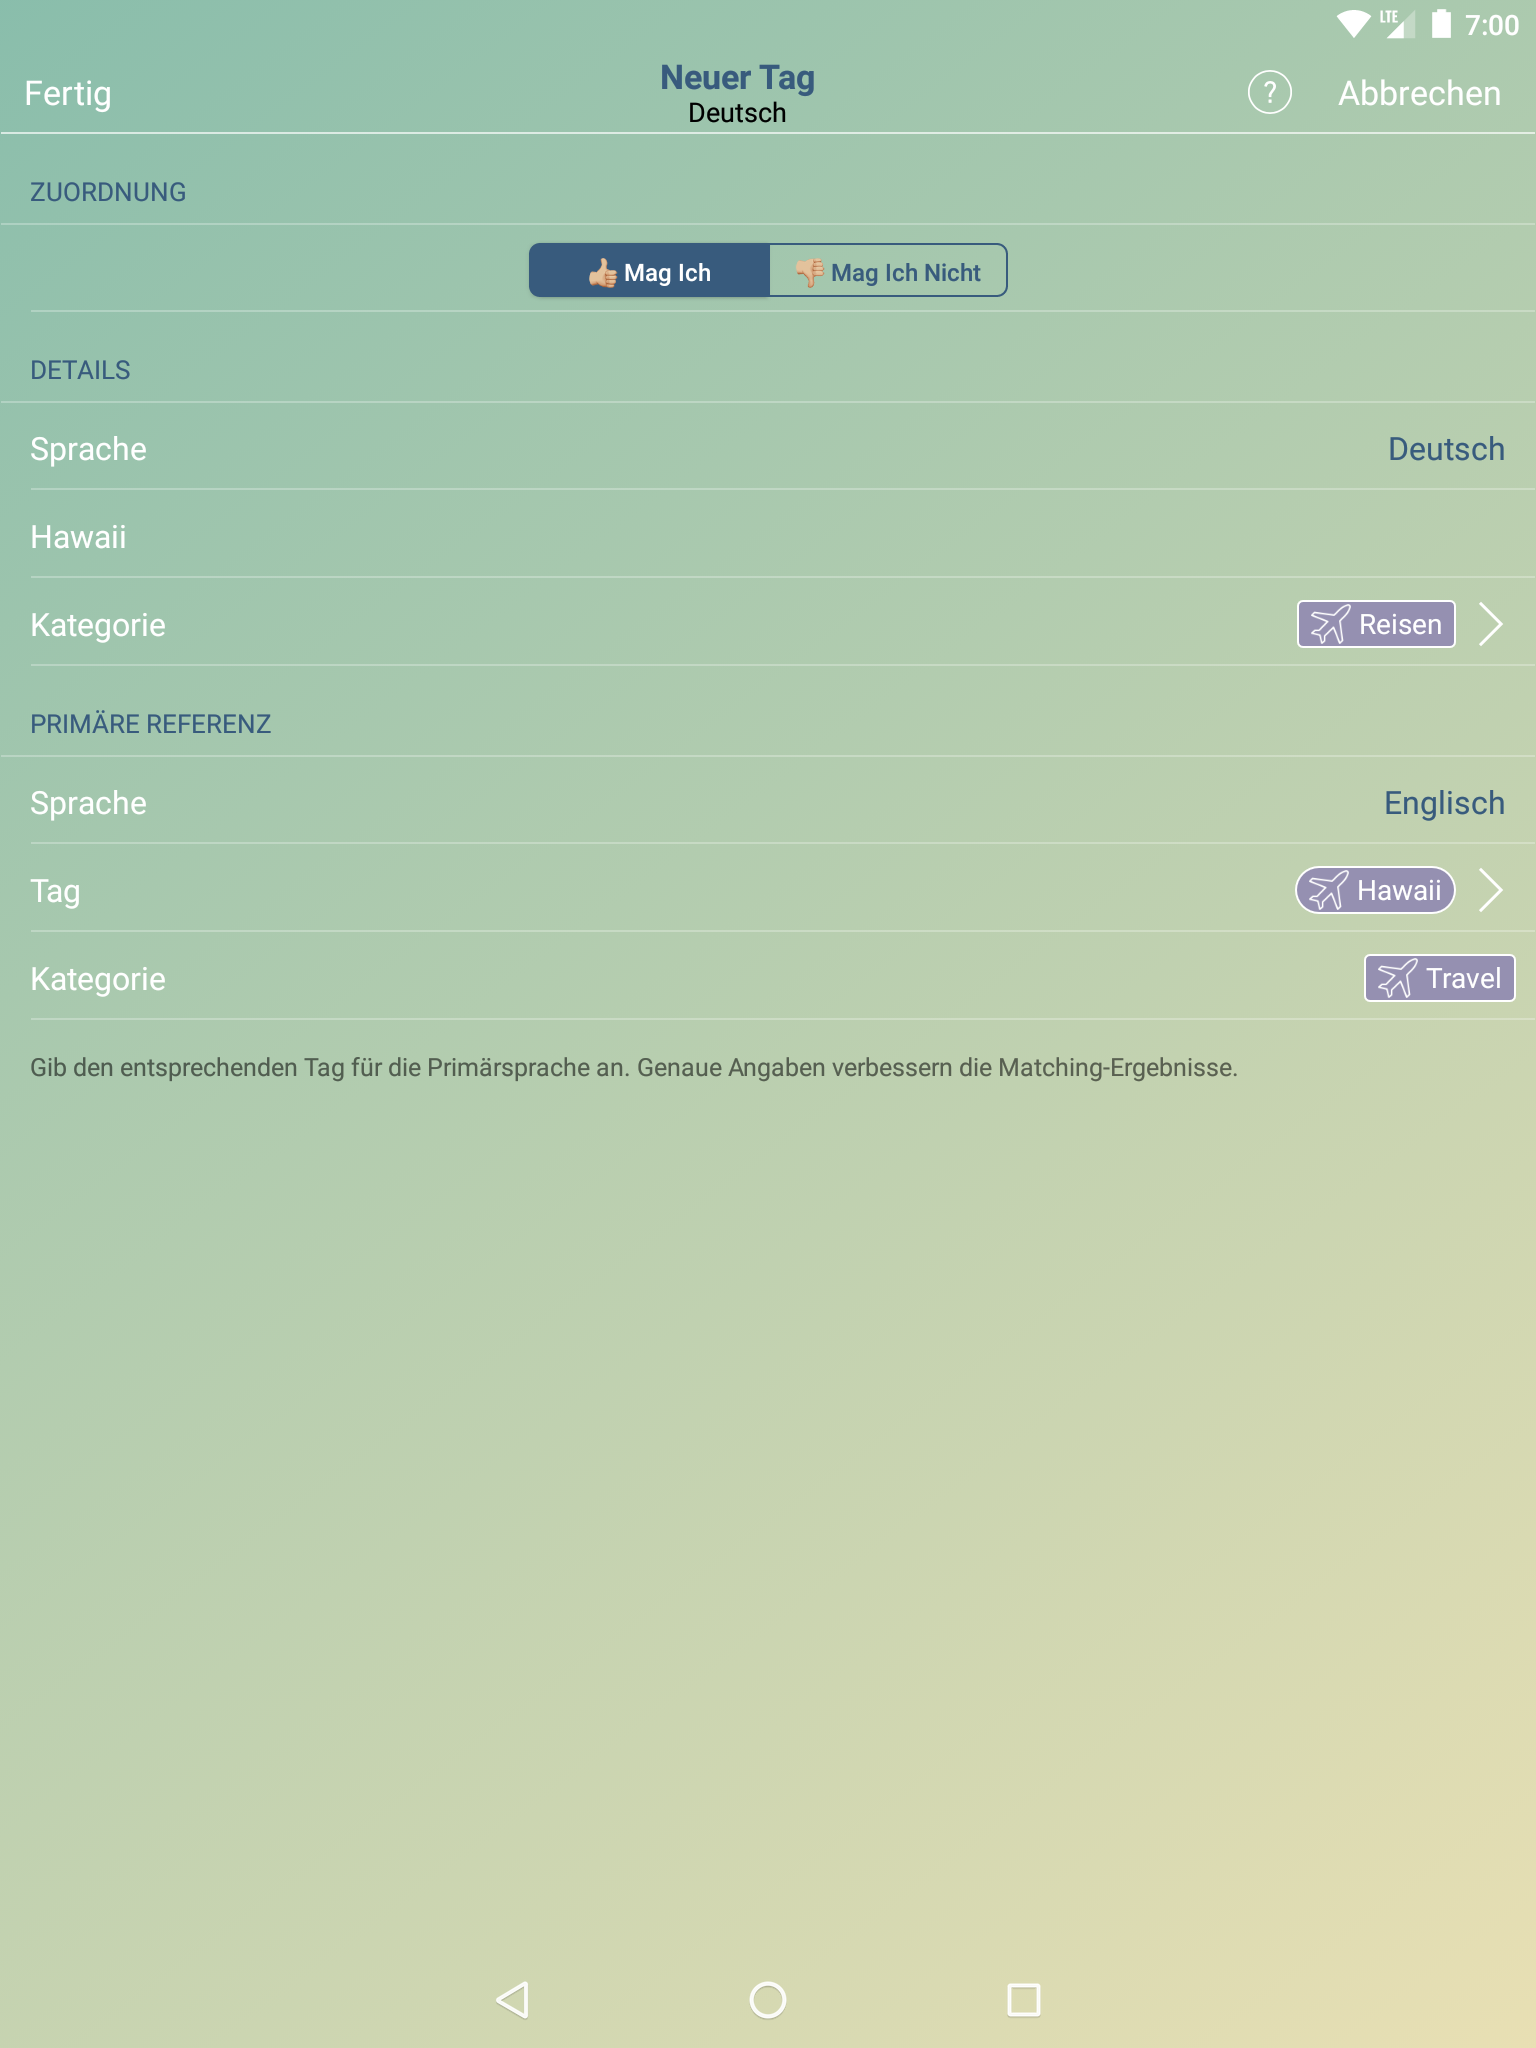 LTE 7:00
Fertig
Neuer Tag
Deutsch
? Abbrechen
ZUORDNUNG
👍🏼 Mag Ich
👎🏼 Mag Ich Nicht
DETAILS
Sprache Deutsch
Hawaii
Kategorie Reisen
PRIMÄRE REFERENZ
Sprache Englisch
Tag Hawaii
Kategorie Travel
Gib den entsprechenden Tag für die Primärsprache an. Genaue Angaben verbessern die Matching-Ergebnisse.